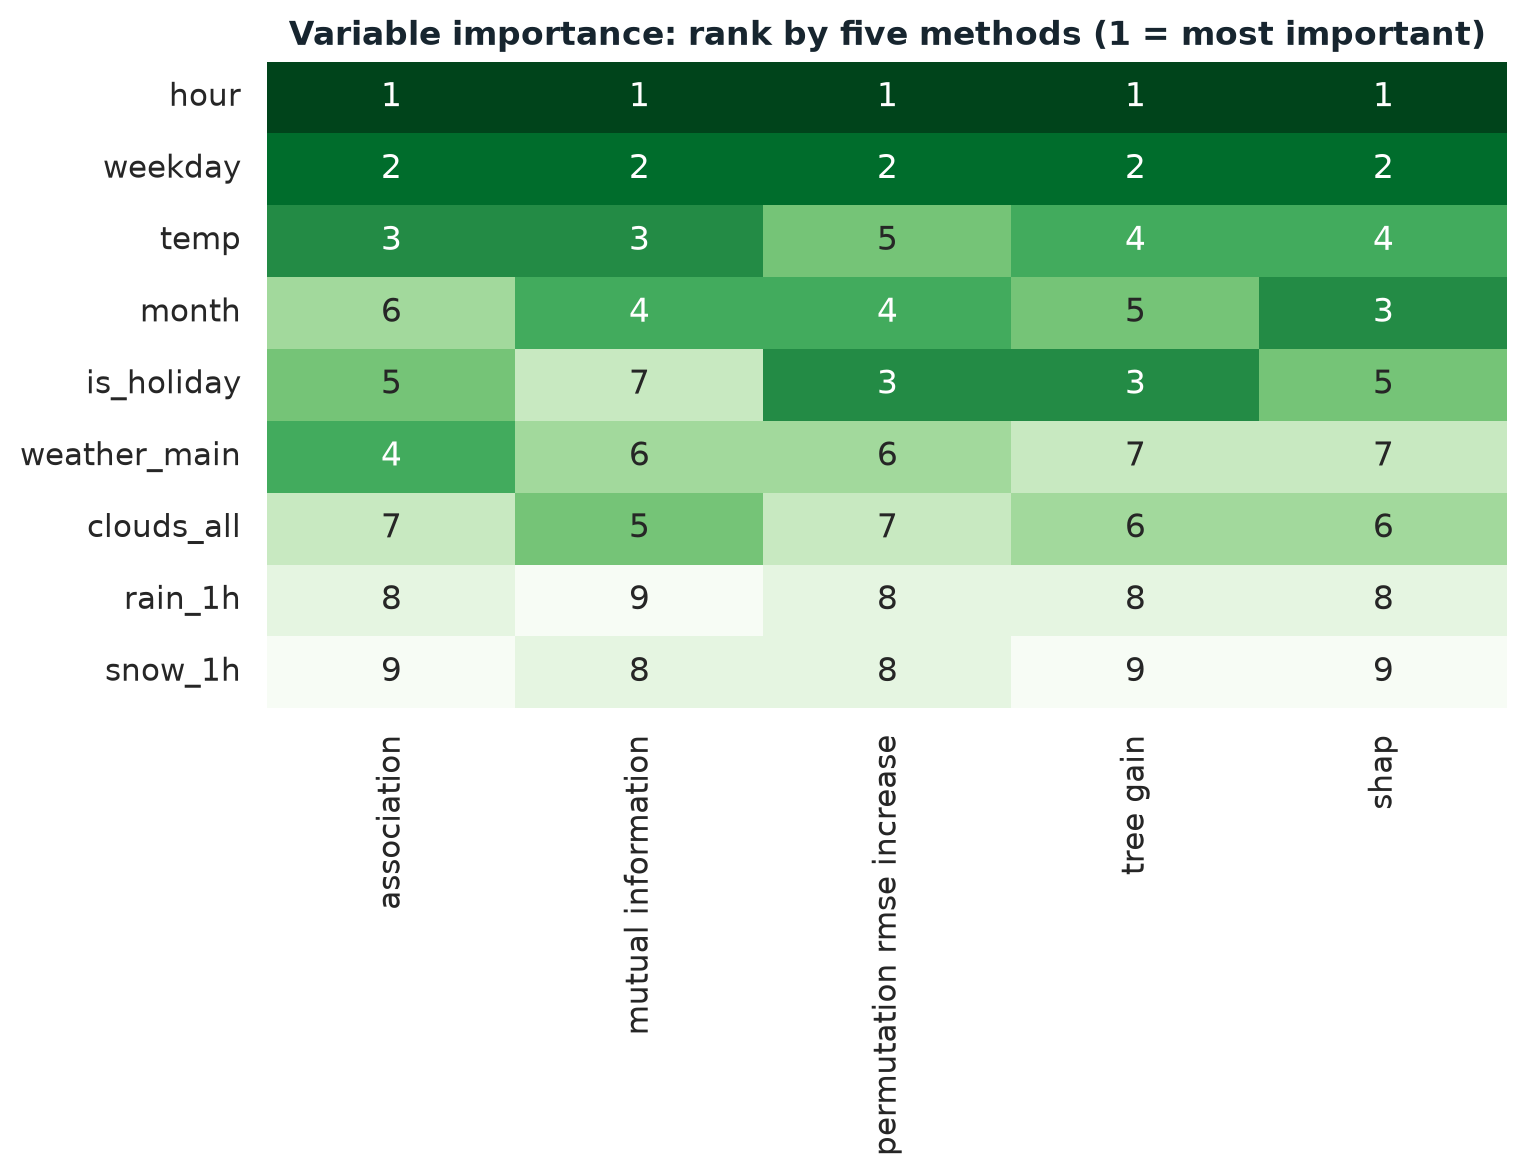 Variable importance: rank by five methods (1 = most important)
hour 1 1 1 1 1
weekday 2 2 2 2 2
temp 3 3 5 4 4
month 6 4 4 5 3
is_holiday 5 7 3 3 5
weather_main 4 6 6 7 7
clouds_all 7 5 7 6 6
rain_1h 8 9 8 8 8
snow_1h 9 8 8 9 9
association
mutual information
permutation rmse increase
tree gain
shap